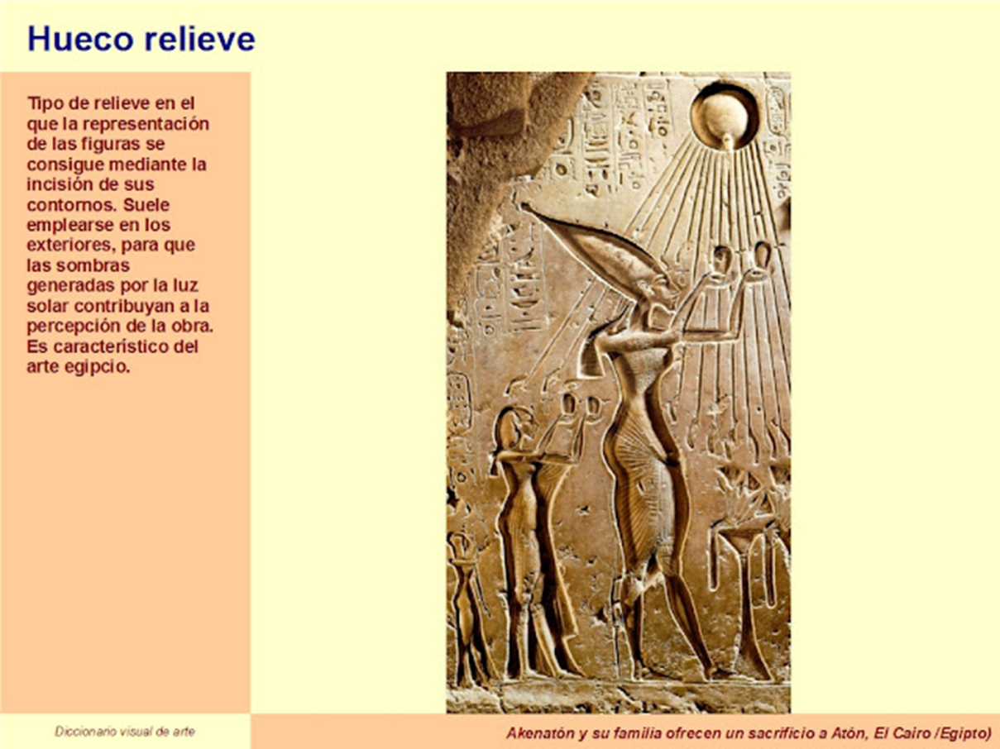 Hueco relieve
Tipo de relieve en el
que la representación
de las figuras se
consigue mediante la
incisión de sus
contornos. Suele
emplearse en los
exteriores, para que
las sombras
generadas por la luz
solar contribuyan a la
percepción de la obra.
Es característico del
arte egipcio.
Diccionario visual de arte
Akenatón y su familia ofrecen un sacrificio a Atón, El Cairo /Egipto)